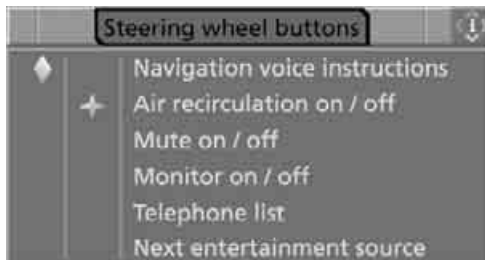 Steering wheel buttons
Navigation voice instructions
Air recirculation on / off
Mute on / off
Monitor on / off
Telephone list
Next entertainment source